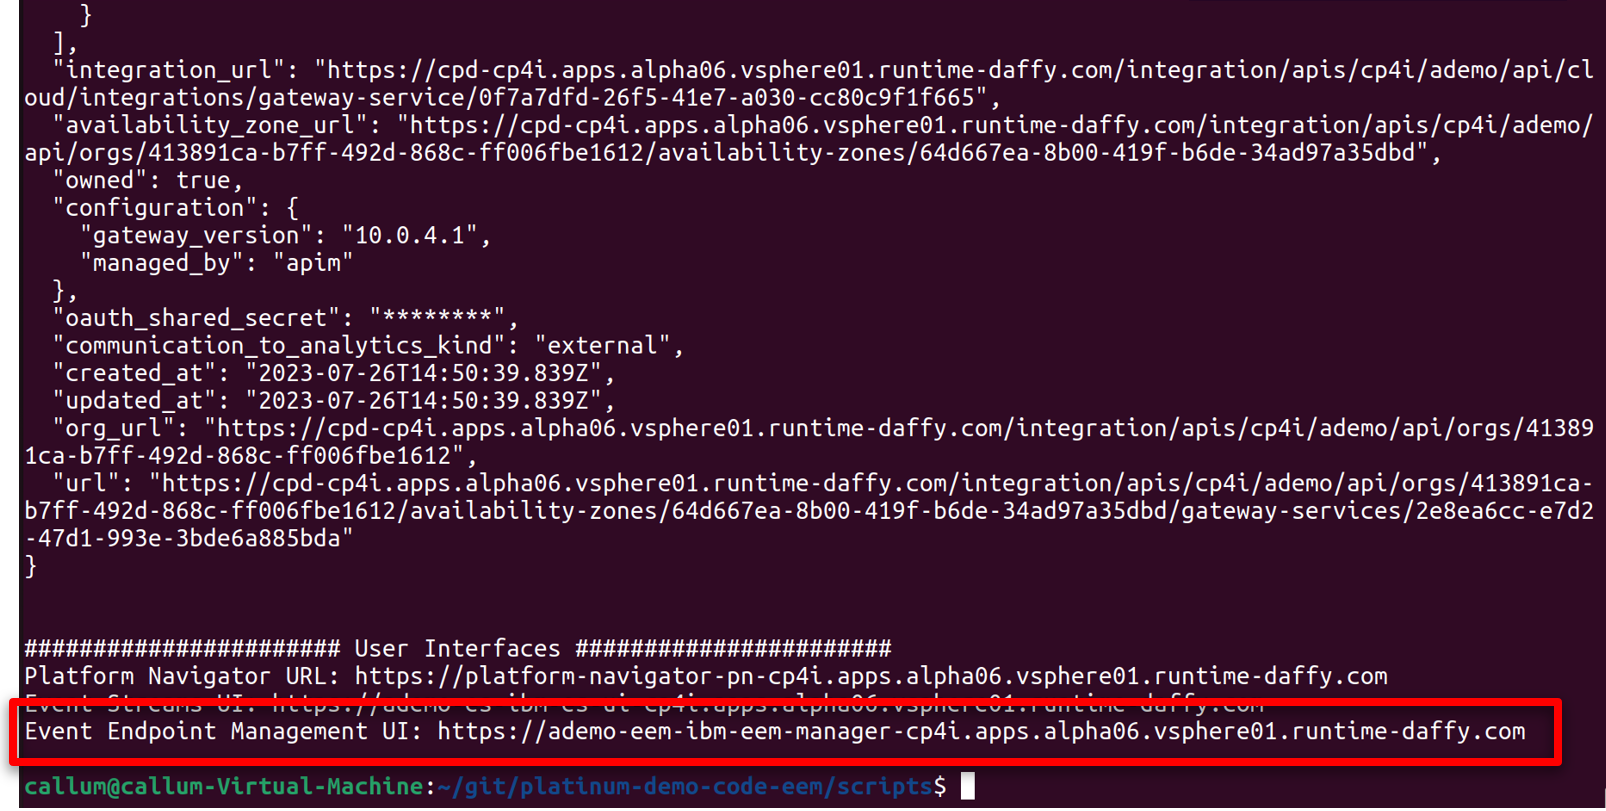 }
  ],
  "integration_url": "https://cpd-cp4i.apps.alpha06.vsphere01.runtime-daffy.com/integration/apis/cp4i/ademo/api/cl
oud/integrations/gateway-service/0f7a7dfd-26f5-41e7-a030-cc80c9f1f665",
  "availability_zone_url": "https://cpd-cp4i.apps.alpha06.vsphere01.runtime-daffy.com/integration/apis/cp4i/ademo/
api/orgs/413891ca-b7ff-492d-868c-ff006fbe1612/availability-zones/64d667ea-8b00-419f-b6de-34ad97a35dbd",
  "owned": true,
  "configuration": {
    "gateway_version": "10.0.4.1",
    "managed_by": "apim"
  },
  "oauth_shared_secret": "********",
  "communication_to_analytics_kind": "external",
  "created_at": "2023-07-26T14:50:39.839Z",
  "updated_at": "2023-07-26T14:50:39.839Z",
  "org_url": "https://cpd-cp4i.apps.alpha06.vsphere01.runtime-daffy.com/integration/apis/cp4i/ademo/api/orgs/41389
1ca-b7ff-492d-868c-ff006fbe1612",
  "url": "https://cpd-cp4i.apps.alpha06.vsphere01.runtime-daffy.com/integration/apis/cp4i/ademo/api/orgs/413891ca-
b7ff-492d-868c-ff006fbe1612/availability-zones/64d667ea-8b00-419f-b6de-34ad97a35dbd/gateway-services/2e8ea6cc-e7d2
-47d1-993e-3bde6a885bda"
}
####################### User Interfaces #######################
Platform Navigator URL: https://platform-navigator-pn-cp4i.apps.alpha06.vsphere01.runtime-daffy.com
Event Streams UI: https://ademo-es-ibm-es-ui-cp4i.apps.alpha06.vsphere01.runtime-daffy.com
Event Endpoint Management UI: https://ademo-eem-ibm-eem-manager-cp4i.apps.alpha06.vsphere01.runtime-daffy.com
callum@callum-Virtual-Machine:~/git/platinum-demo-code-eem/scripts$